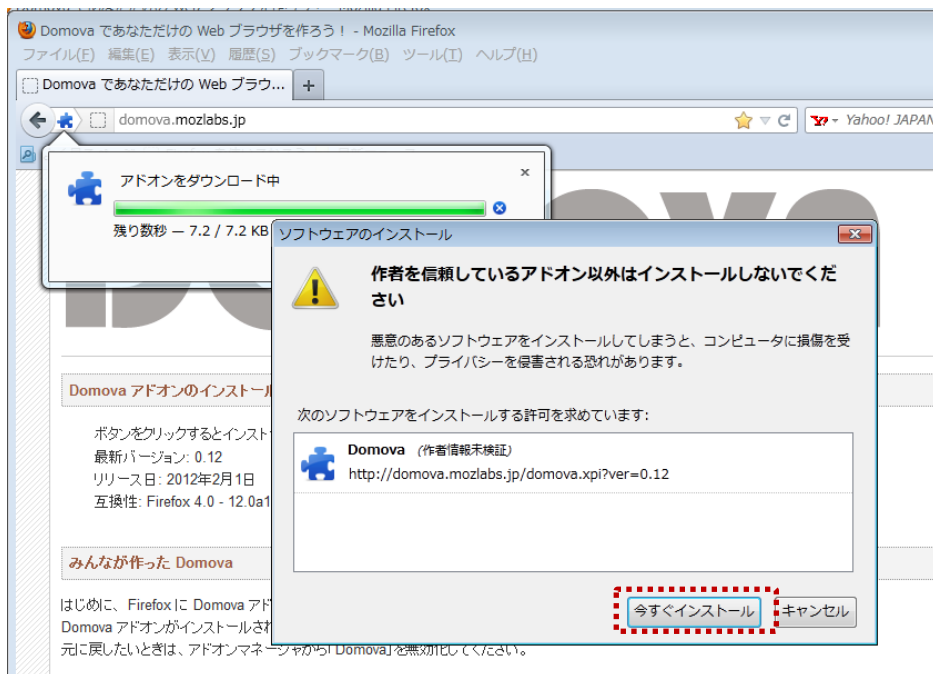 Domova であなただけの Web ブラウザを作ろう！ - Mozilla Firefox
ファイル(F) 編集(E) 表示(V) 履歴(S) ブックマーク(B) ツール(T) ヘルプ(H)
Domova であなただけの Web ブラウ... +
domova.mozlabs.jp
Yahoo! JAPAN
アドオンをダウンロード中 x
残り数秒 — 7.2 / 7.2 KB
ソフトウェアのインストール
作者を信頼しているアドオン以外はインストールしないでくだ
さい
悪意のあるソフトウェアをインストールしてしまうと、コンピュータに損傷を受
けたり、プライバシーを侵害される恐れがあります。
次のソフトウェアをインストールする許可を求めています:
Domova (作者情報未検証)
http://domova.mozlabs.jp/domova.xpi?ver=0.12
今すぐインストール キャンセル
Domova アドオンのインストール
ボタンをクリックするとインスト
最新バージョン: 0.12
リリース日: 2012年2月1日
互換性: Firefox 4.0 - 12.0a1
みんなが作った Domova
はじめに、Firefox に Domova アド
Domova アドオンがインストールされ
元に戻したいときは、アドオンマネージャから「Domova」を無効化してください。